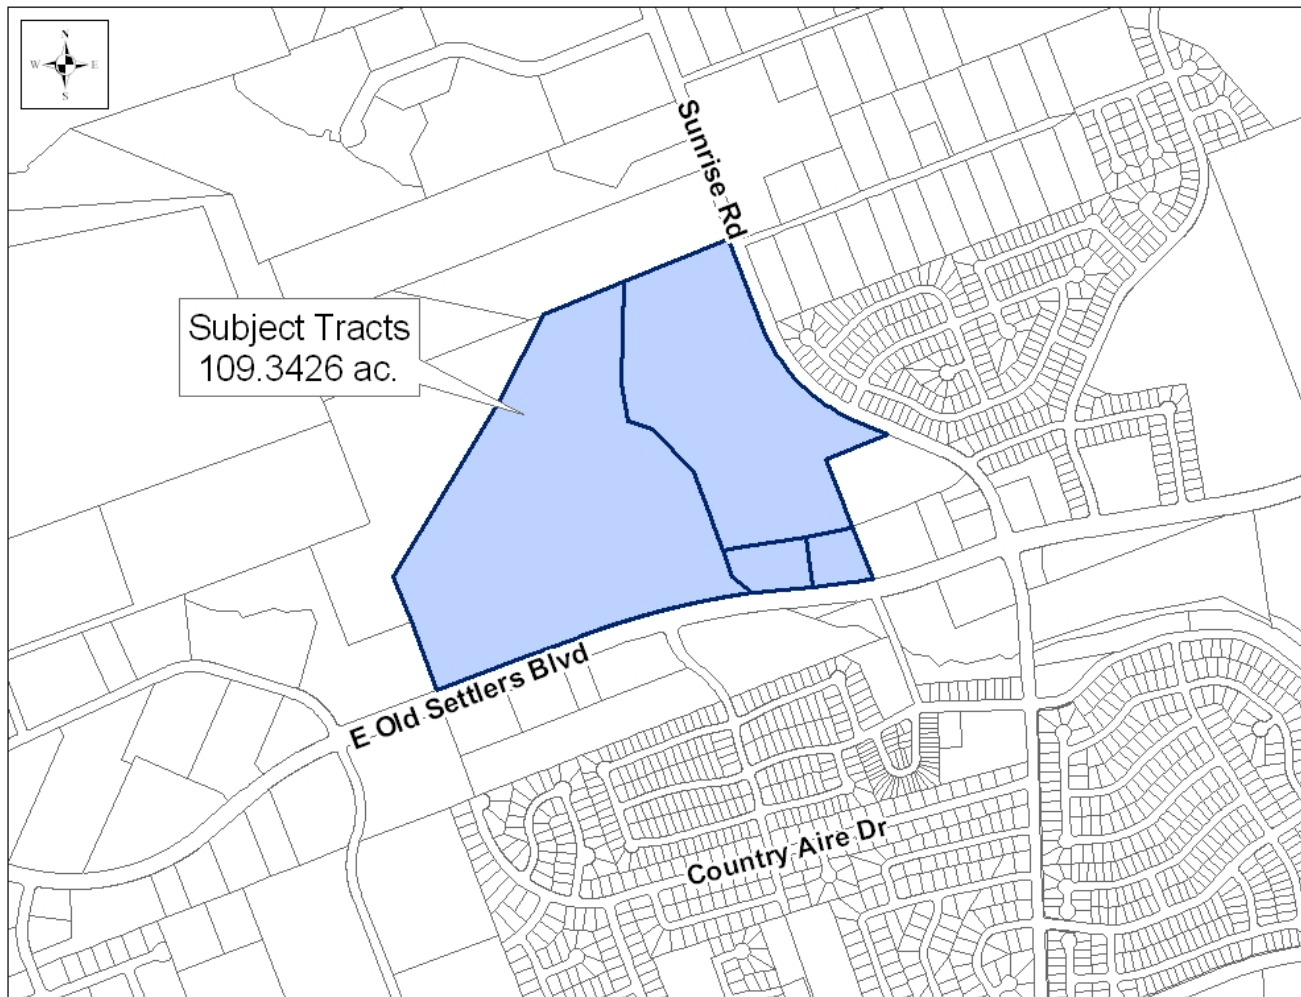 N
W E
S
Sunrise Rd
Subject Tracts
109.3426 ac.
E Old Settlers Blvd
Country Aire Dr